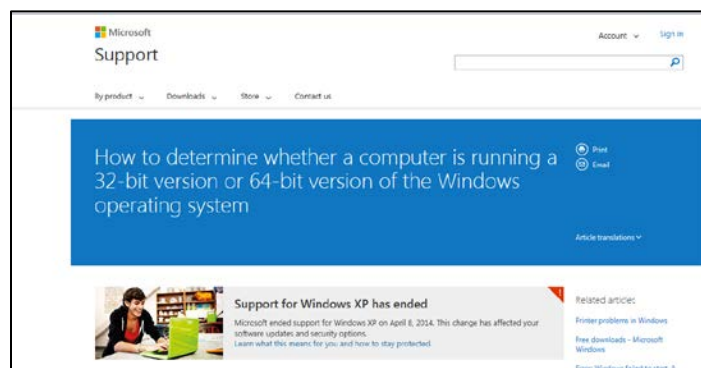 Microsoft
Account
Sign in
Support
By product
Downloads
Store
Contact us
How to determine whether a computer is running a
32-bit version or 64-bit version of the Windows
operating system
Print
Email
Article translations
Support for Windows XP has ended
Microsoft ended support for Windows XP on April 8, 2014. This change has affected your
software updates and security options.
Learn what this means for you and how to stay protected.
Related articles
Printer problems in Windows
Free downloads - Microsoft
Windows